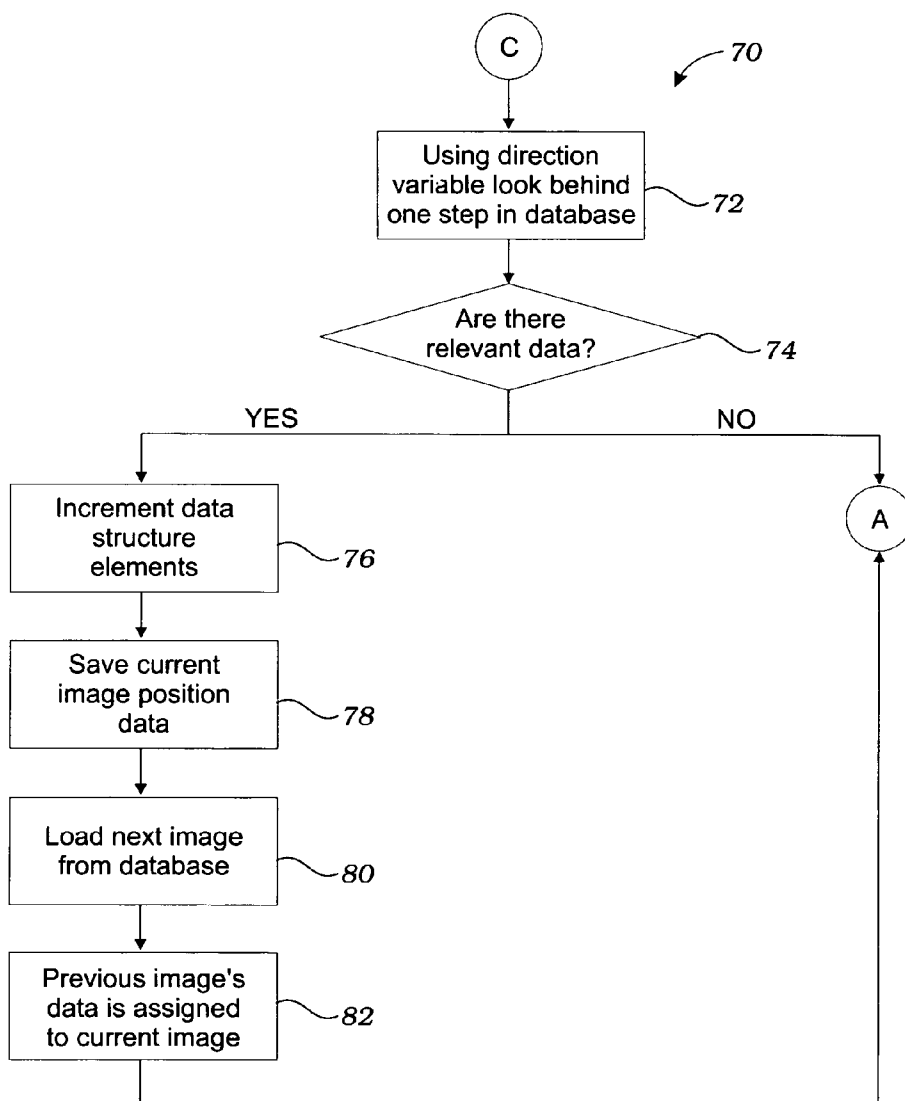 C
70
Using direction
variable look behind
one step in database
72
Are there
relevant data?
74
YES
NO
Increment data
structure
elements
76
A
Save current
image position
data
78
Load next image
from database
80
Previous image's
data is assigned
to current image
82